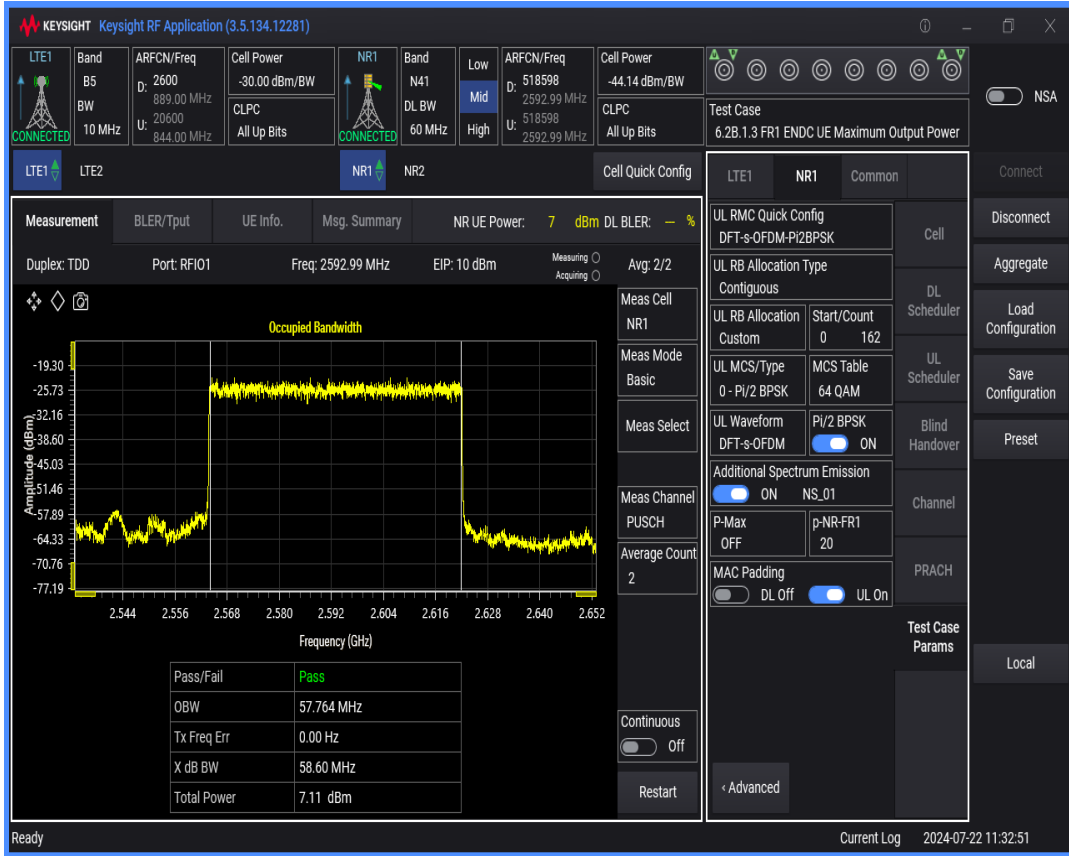 KEYSIGHT Keysight RF Application (3.5.134.12281)
LTE1 Band ARFCN/Freq Cell Power NR1 Band Low ARFCN/Freq Cell Power
B5 D: 2600 -30.00 dBm/BW N41 D: 518598 -44.14 dBm/BW
889.00 MHz Mid 2592.99 MHz NSA
BW CLPC DL BW CLPC Test Case
CONNECTED 10 MHz U: 20600 All Up Bits CONNECTED 60 MHz High U: 518598 All Up Bits 6.2B.1.3 FR1 ENDC UE Maximum Output Power
844.00 MHz 2592.99 MHz
LTE1 LTE2 NR1 NR2 Cell Quick Config LTE1 NR1 Common Connect
Measurement BLER/Tput UE Info. Msg. Summary NR UE Power: 7 dBm DL BLER: -- % Disconnect
Duplex: TDD Port: RFIO1 Freq: 2592.99 MHz EIP: 10 dBm Measuring Avg: 2/2 Aggregate
Acquiring
Occupied Bandwidth
Amplitude (dBm)
-19.30
-25.73
-32.16
-38.60
-45.03
-51.46
-57.89
-64.33
-70.76
-77.19
2.544 2.556 2.568 2.580 2.592 2.604 2.616 2.628 2.640 2.652
Frequency (GHz)
Pass/Fail Pass
OBW 57.764 MHz
Tx Freq Err 0.00 Hz
X dB BW 58.60 MHz
Total Power 7.11 dBm
Meas Cell
NR1
Meas Mode
Basic
Meas Select
Meas Channel
PUSCH
Average Count
2
Continuous
Off
Restart
UL RMC Quick Config
DFT-s-OFDM-Pi2BPSK
UL RB Allocation Type
Contiguous
UL RB Allocation Start/Count
Custom 0 162
UL MCS/Type MCS Table
0 - Pi/2 BPSK 64 QAM
UL Waveform Pi/2 BPSK
DFT-s-OFDM ON
Additional Spectrum Emission
ON NS_01
P-Max p-NR-FR1
OFF 20
MAC Padding
DL Off UL On
‹ Advanced
Cell
DL
Scheduler
UL
Scheduler
Blind
Handover
Channel
PRACH
Test Case
Params
Load
Configuration
Save
Configuration
Preset
Local
Ready Current Log 2024-07-22 11:32:51